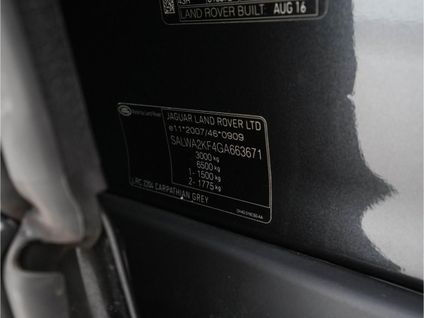 LAND ROVER BUILT AUG 16
JAGUAR LAND ROVER LTD
e11*2007/46*0909
SALWA2KF4GA663671
3000 kg
6500 kg
1- 1500 kg
2- 1775 kg
LRC 2204 CARPATHIAN GREY